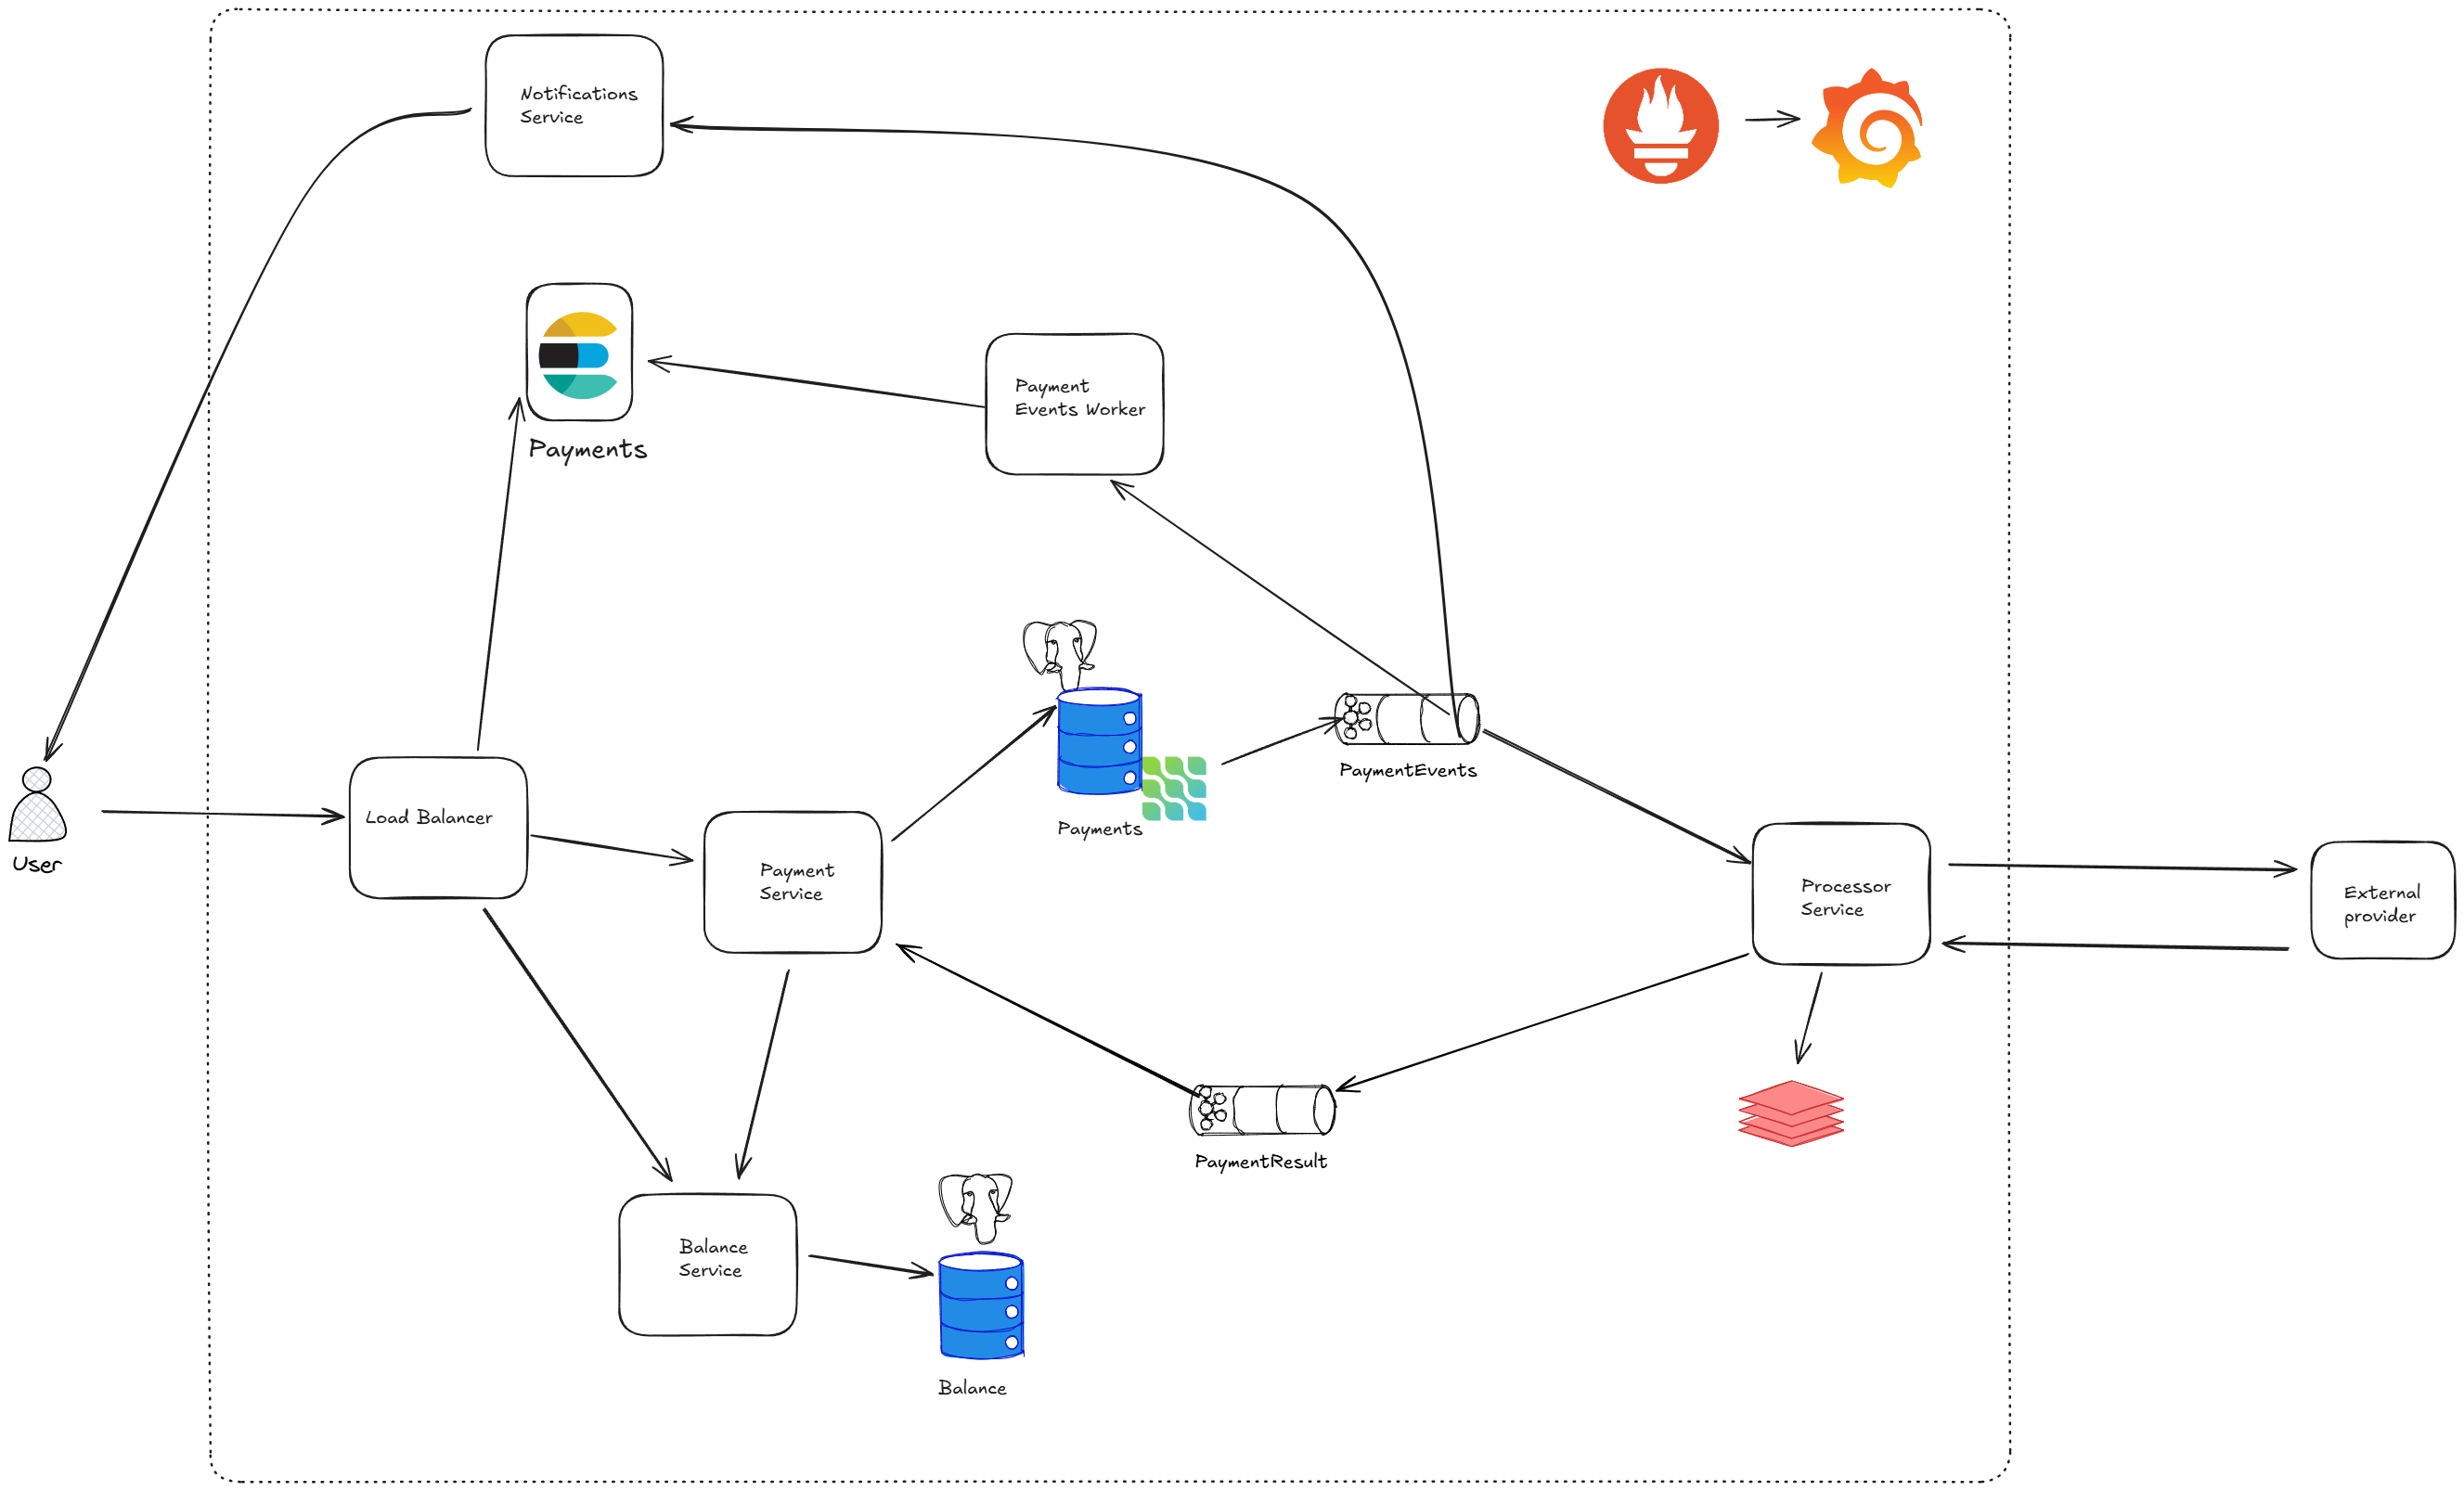 Notifications
Service
Payments
Payment
Events Worker
PaymentEvents
Payments
Load Balancer
User
Payment
Service
Processor
Service
External
provider
PaymentResult
Balance
Service
Balance